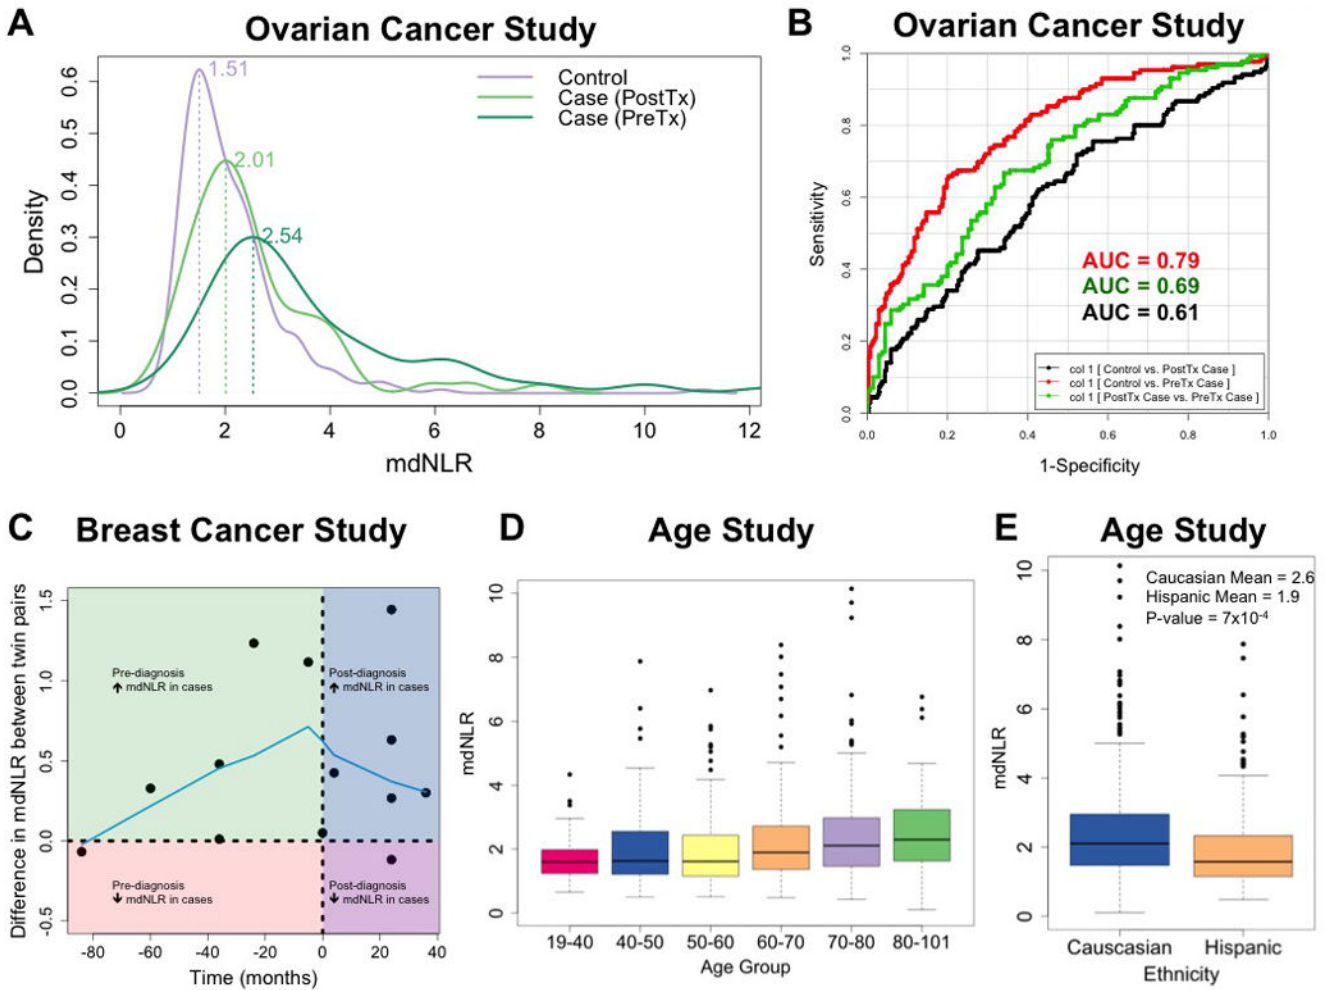 A
Ovarian Cancer Study
1.51
2.01
2.54
Control
Case (PostTx)
Case (PreTx)
0.6
0.5
0.4
0.3
0.2
0.1
0.0
Density
0 2 4 6 8 10 12
mdNLR
B
Ovarian Cancer Study
1.0
0.8
0.6
0.4
0.2
0.0
Sensitivity
AUC = 0.79
AUC = 0.69
AUC = 0.61
col 1 [ Control vs. PostTx Case ]
col 1 [ Control vs. PreTx Case ]
col 1 [ PostTx Case vs. PreTx Case ]
0.0 0.2 0.4 0.6 0.8 1.0
1-Specificity
C
Breast Cancer Study
Difference in mdNLR between twin pairs
1.5
1.0
0.5
0.0
-0.5
Pre-diagnosis
↑ mdNLR in cases
Post-diagnosis
↑ mdNLR in cases
Pre-diagnosis
↓ mdNLR in cases
Post-diagnosis
↓ mdNLR in cases
-80 -60 -40 -20 0 20 40
Time (months)
D
Age Study
10
8
6
4
2
0
mdNLR
19-40 40-50 50-60 60-70 70-80 80-101
Age Group
E
Age Study
Caucasian Mean = 2.6
Hispanic Mean = 1.9
P-value = 7x10⁻⁴
10
8
6
4
2
0
mdNLR
Causcasian Hispanic
Ethnicity